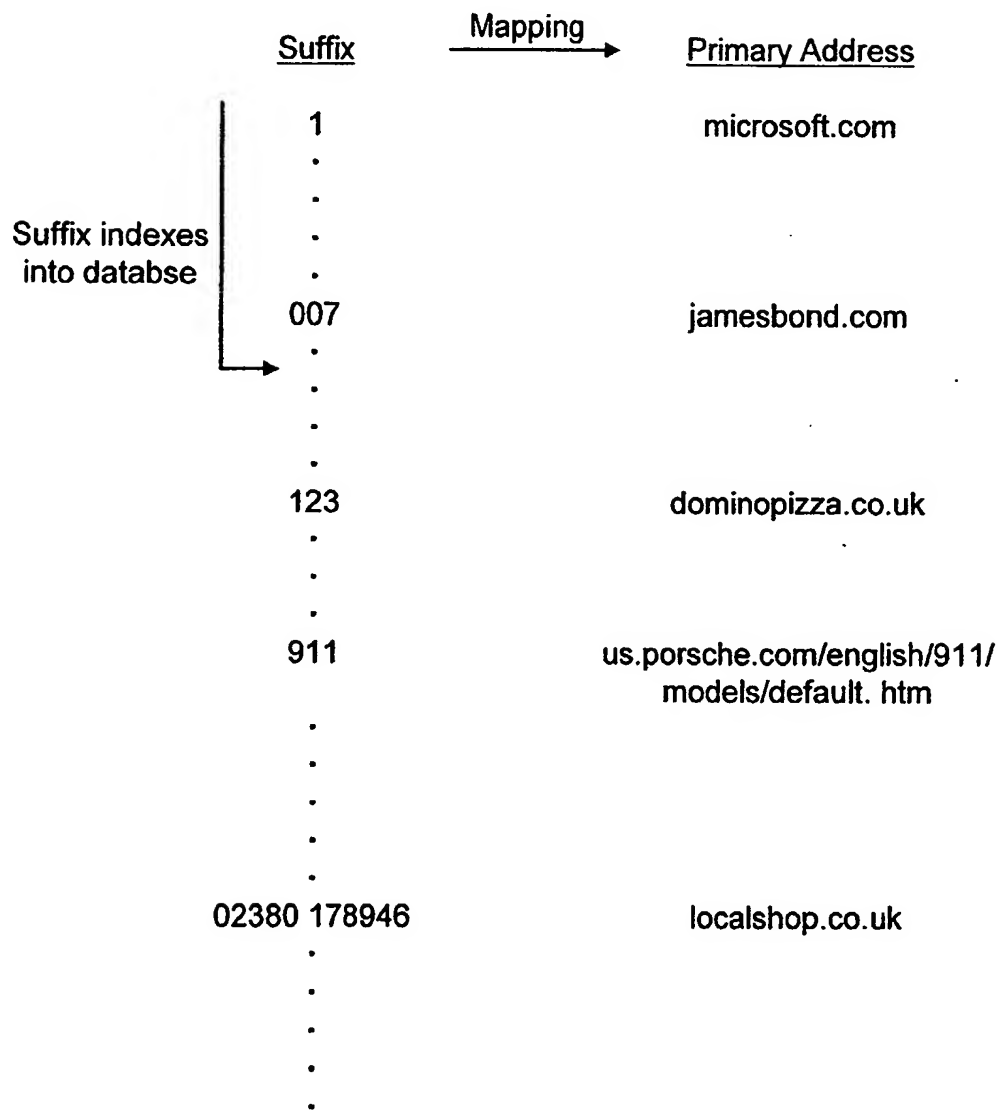 Suffix
Mapping
Primary Address
1
microsoft.com
Suffix indexes
into databse
007
jamesbond.com
123
dominopizza.co.uk
911
us.porsche.com/english/911/
models/default. htm
02380 178946
localshop.co.uk